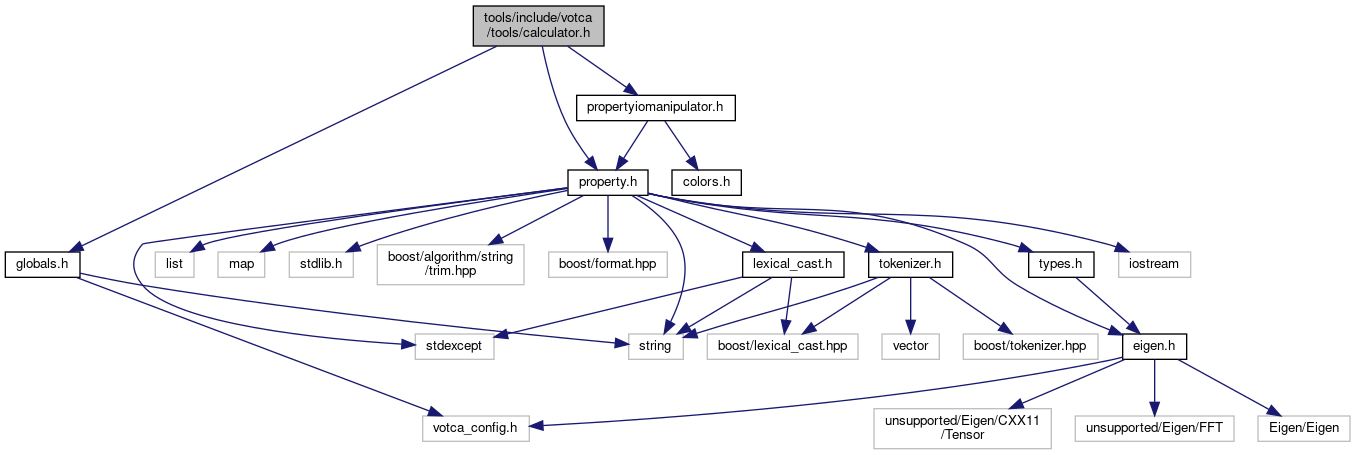 tools/include/votca
/tools/calculator.h
propertyiomanipulator.h
property.h
colors.h
globals.h
list
map
stdlib.h
boost/algorithm/string
/trim.hpp
boost/format.hpp
lexical_cast.h
tokenizer.h
types.h
iostream
stdexcept
string
boost/lexical_cast.hpp
vector
boost/tokenizer.hpp
eigen.h
votca_config.h
unsupported/Eigen/CXX11
/Tensor
unsupported/Eigen/FFT
Eigen/Eigen